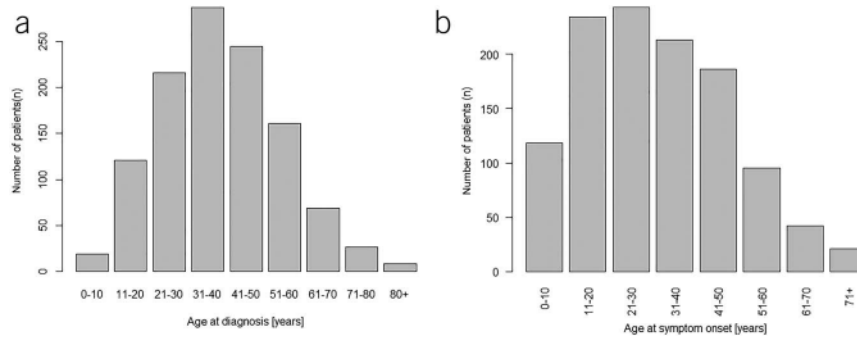 a
Number of patients(n)
250
200
150
100
50
0
0-10 11-20 21-30 31-40 41-50 51-60 61-70 71-80 80+
Age at diagnosis [years]
b
Number of patients (n)
200
150
100
50
0
0-10 11-20 21-30 31-40 41-50 51-60 61-70 71+
Age at symptom onset [years]